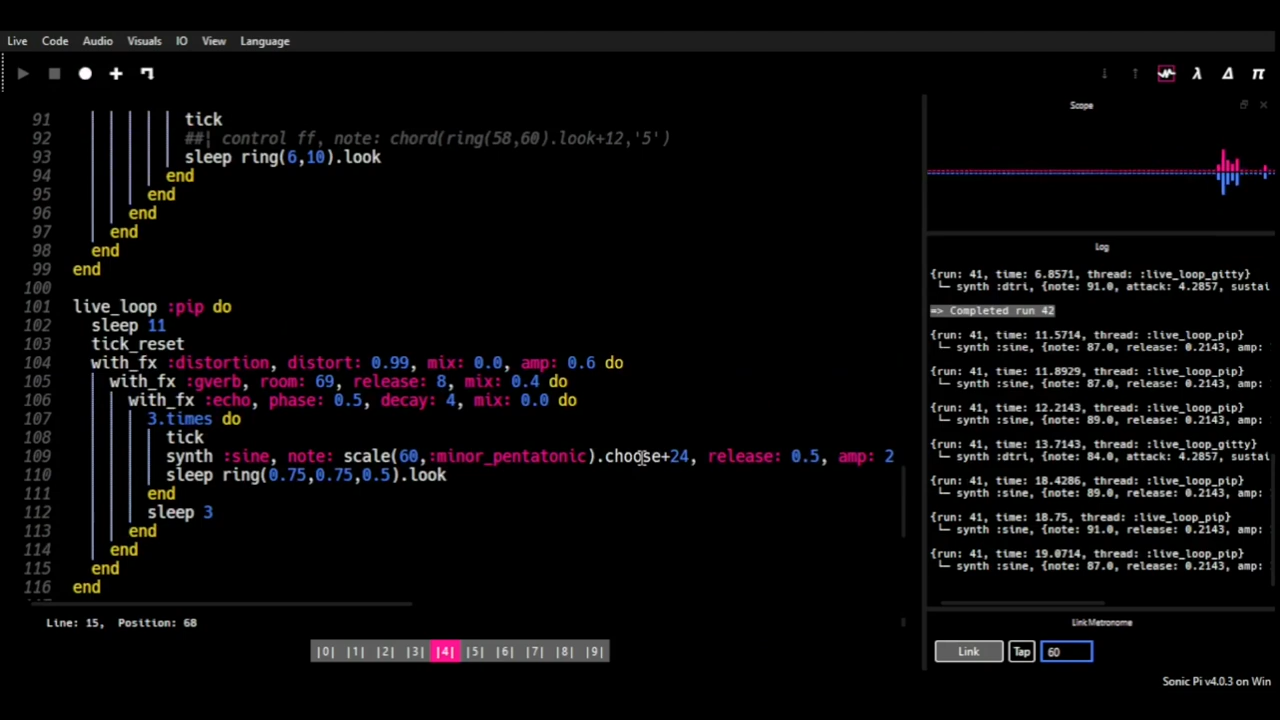 Live Code Audio Visuals IO View Language
91 tick
92 ##| control ff, note: chord(ring(58,60).look+12,'5')
93 sleep ring(6,10).look
94 end
95 end
96 end
97 end
98 end
99 end
100
101 live_loop :pip do
102 sleep 11
103 tick_reset
104 with_fx :distortion, distort: 0.99, mix: 0.0, amp: 0.6 do
105 with_fx :gverb, room: 69, release: 8, mix: 0.4 do
106 with_fx :echo, phase: 0.5, decay: 4, mix: 0.0 do
107 3.times do
108 tick
109 synth :sine, note: scale(60,:minor_pentatonic).choose+24, release: 0.5, amp: 2
110 sleep ring(0.75,0.75,0.5).look
111 end
112 sleep 3
113 end
114 end
115 end
116 end
Line: 15, Position: 68
|0| |1| |2| |3| |4| |5| |6| |7| |8| |9|
λ Δ π
Scope
Log
{run: 41, time: 6.8571, thread: :live_loop_gitty}
└─ synth :dtri, {note: 91.0, attack: 4.2857, sustai
=> Completed run 42
{run: 41, time: 11.5714, thread: :live_loop_pip}
└─ synth :sine, {note: 87.0, release: 0.2143, amp:
{run: 41, time: 11.8929, thread: :live_loop_pip}
└─ synth :sine, {note: 87.0, release: 0.2143, amp:
{run: 41, time: 12.2143, thread: :live_loop_pip}
└─ synth :sine, {note: 89.0, release: 0.2143, amp:
{run: 41, time: 13.7143, thread: :live_loop_gitty}
└─ synth :dtri, {note: 84.0, attack: 4.2857, sustai
{run: 41, time: 18.4286, thread: :live_loop_pip}
└─ synth :sine, {note: 89.0, release: 0.2143, amp:
{run: 41, time: 18.75, thread: :live_loop_pip}
└─ synth :sine, {note: 91.0, release: 0.2143, amp:
{run: 41, time: 19.0714, thread: :live_loop_pip}
└─ synth :sine, {note: 87.0, release: 0.2143, amp:
Link Metronome
Link Tap 60
Sonic Pi v4.0.3 on Win